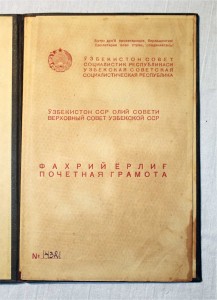 ЎЗБЕКИСТОН СОВЕТ
СОЦИАЛИСТИК РЕСПУБЛИКАСИ
УЗБЕКСКАЯ СОВЕТСКАЯ
СОЦИАЛИСТИЧЕСКАЯ РЕСПУБЛИКА
ЎЗБЕКИСТОН ССР ОЛИЙ СОВЕТИ
ВЕРХОВНЫЙ СОВЕТ УЗБЕКСКОЙ ССР
ФАХРИЙ ЁРЛИҒ
ПОЧЕТНАЯ ГРАМОТА
№